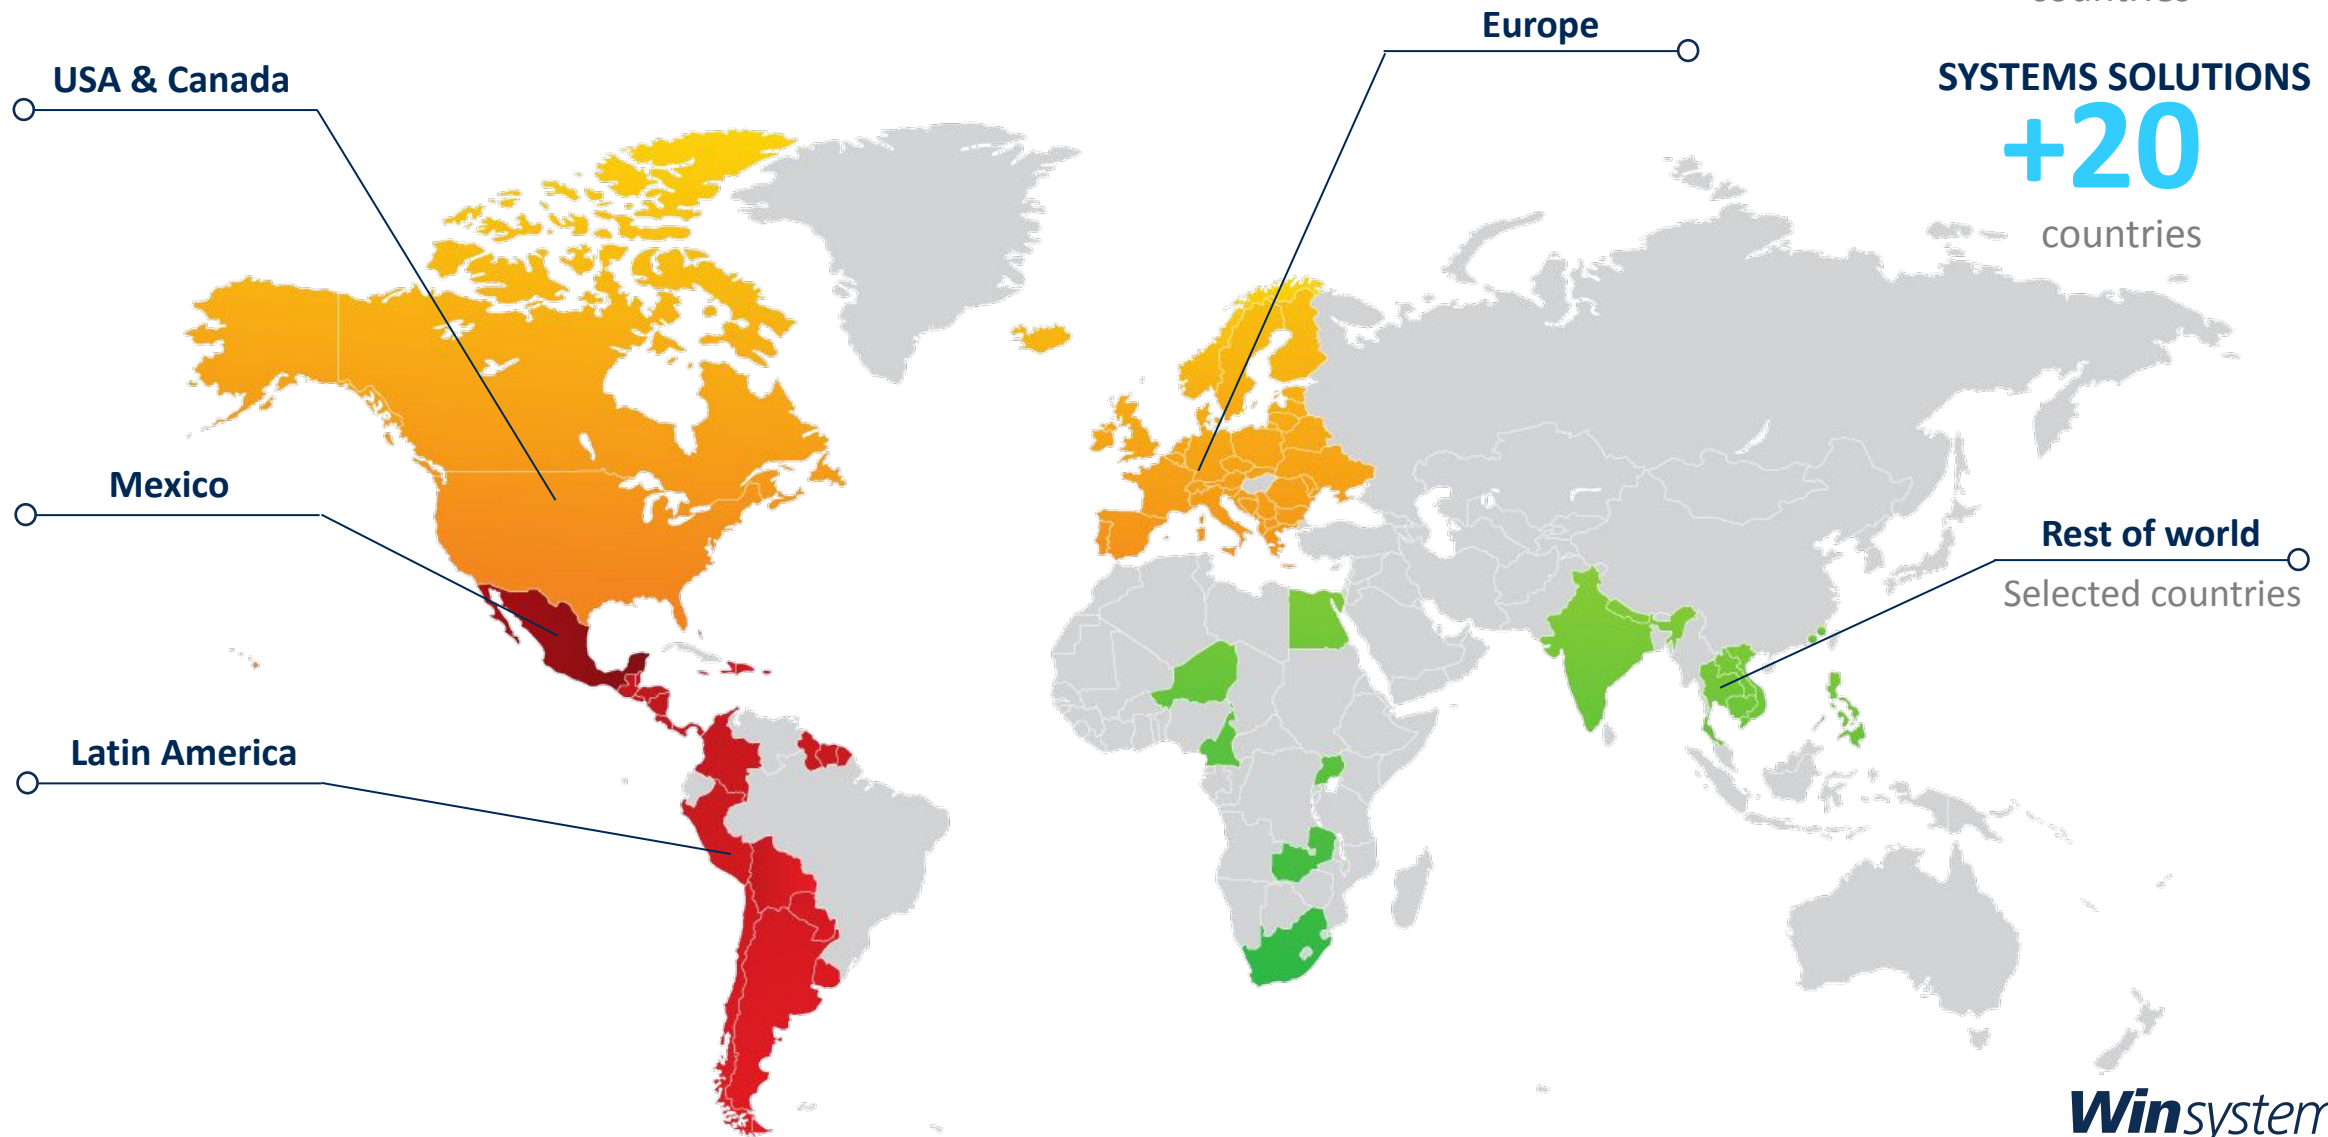 Europe
USA & Canada
SYSTEMS SOLUTIONS
+20
countries
Mexico
Rest of world
Selected countries
Latin America
Winsystem